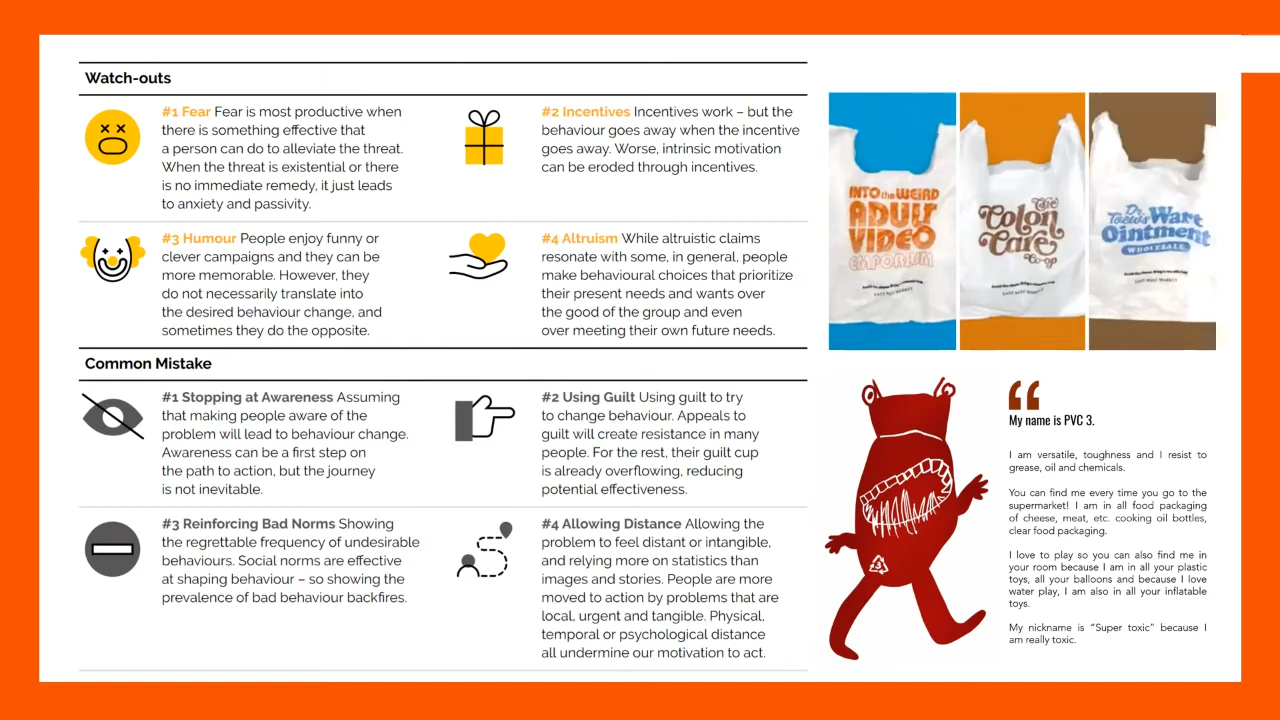 Watch-outs
#1 Fear Fear is most productive when
there is something effective that
a person can do to alleviate the threat.
When the threat is existential or there
is no immediate remedy, it just leads
to anxiety and passivity.
#2 Incentives Incentives work – but the
behaviour goes away when the incentive
goes away. Worse, intrinsic motivation
can be eroded through incentives.
#3 Humour People enjoy funny or
clever campaigns and they can be
more memorable. However, they
do not necessarily translate into
the desired behaviour change, and
sometimes they do the opposite.
#4 Altruism While altruistic claims
resonate with some, in general, people
make behavioural choices that prioritize
their present needs and wants over
the good of the group and even
over meeting their own future needs.
Common Mistake
#1 Stopping at Awareness Assuming
that making people aware of the
problem will lead to behaviour change.
Awareness can be a first step on
the path to action, but the journey
is not inevitable.
#2 Using Guilt Using guilt to try
to change behaviour. Appeals to
guilt will create resistance in many
people. For the rest, their guilt cup
is already overflowing, reducing
potential effectiveness.
#3 Reinforcing Bad Norms Showing
the regrettable frequency of undesirable
behaviours. Social norms are effective
at shaping behaviour – so showing the
prevalence of bad behaviour backfires.
#4 Allowing Distance Allowing the
problem to feel distant or intangible,
and relying more on statistics than
images and stories. People are more
moved to action by problems that are
local, urgent and tangible. Physical,
temporal or psychological distance
all undermine our motivation to act.
INTO the WEIRD
ADULT
VIDEO
EMPORIUM
EAST WEST MARKET
The
Colon
Care
Co-op
EAST WEST MARKET
Dr.
Toews Wart
Ointment
WHOLESALE
EAST WEST MARKET
3
“
My name is PVC 3.
I am versatile, toughness and I resist to
grease, oil and chemicals.
You can find me every time you go to the
supermarket! I am in all food packaging
of cheese, meat, etc. cooking oil bottles,
clear food packaging.
I love to play so you can also find me in
your room because I am in all your plastic
toys, all your balloons and because I love
water play, I am also in all your inflatable
toys.
My nickname is “Super toxic” because I
am really toxic.